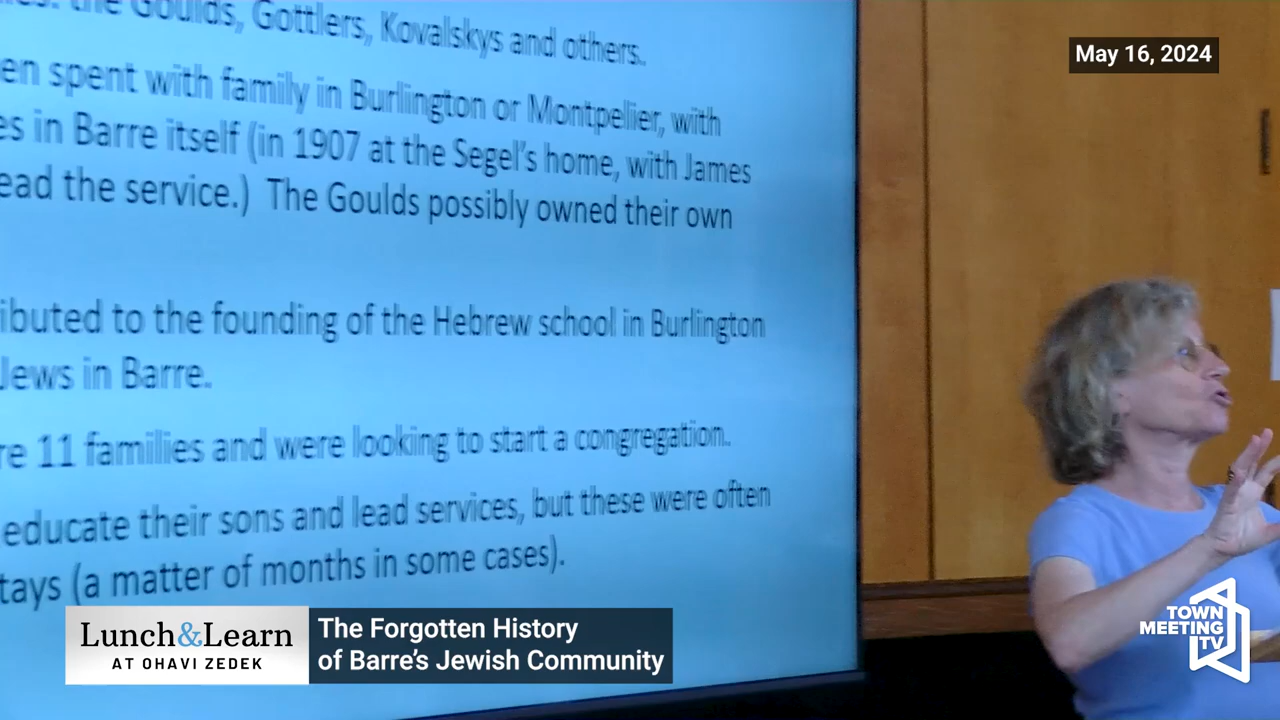 the Goulds, Gottlers, Kovalskys and others.
en spent with family in Burlington or Montpelier, with
es in Barre itself (in 1907 at the Segel's home, with James
ead the service.) The Goulds possibly owned their own
ibuted to the founding of the Hebrew school in Burlington
Jews in Barre.
re 11 families and were looking to start a congregation.
educate their sons and lead services, but these were often
tays (a matter of months in some cases).
May 16, 2024
Lunch&Learn
AT OHAVI ZEDEK
The Forgotten History
of Barre's Jewish Community
TOWN
MEETING
TV